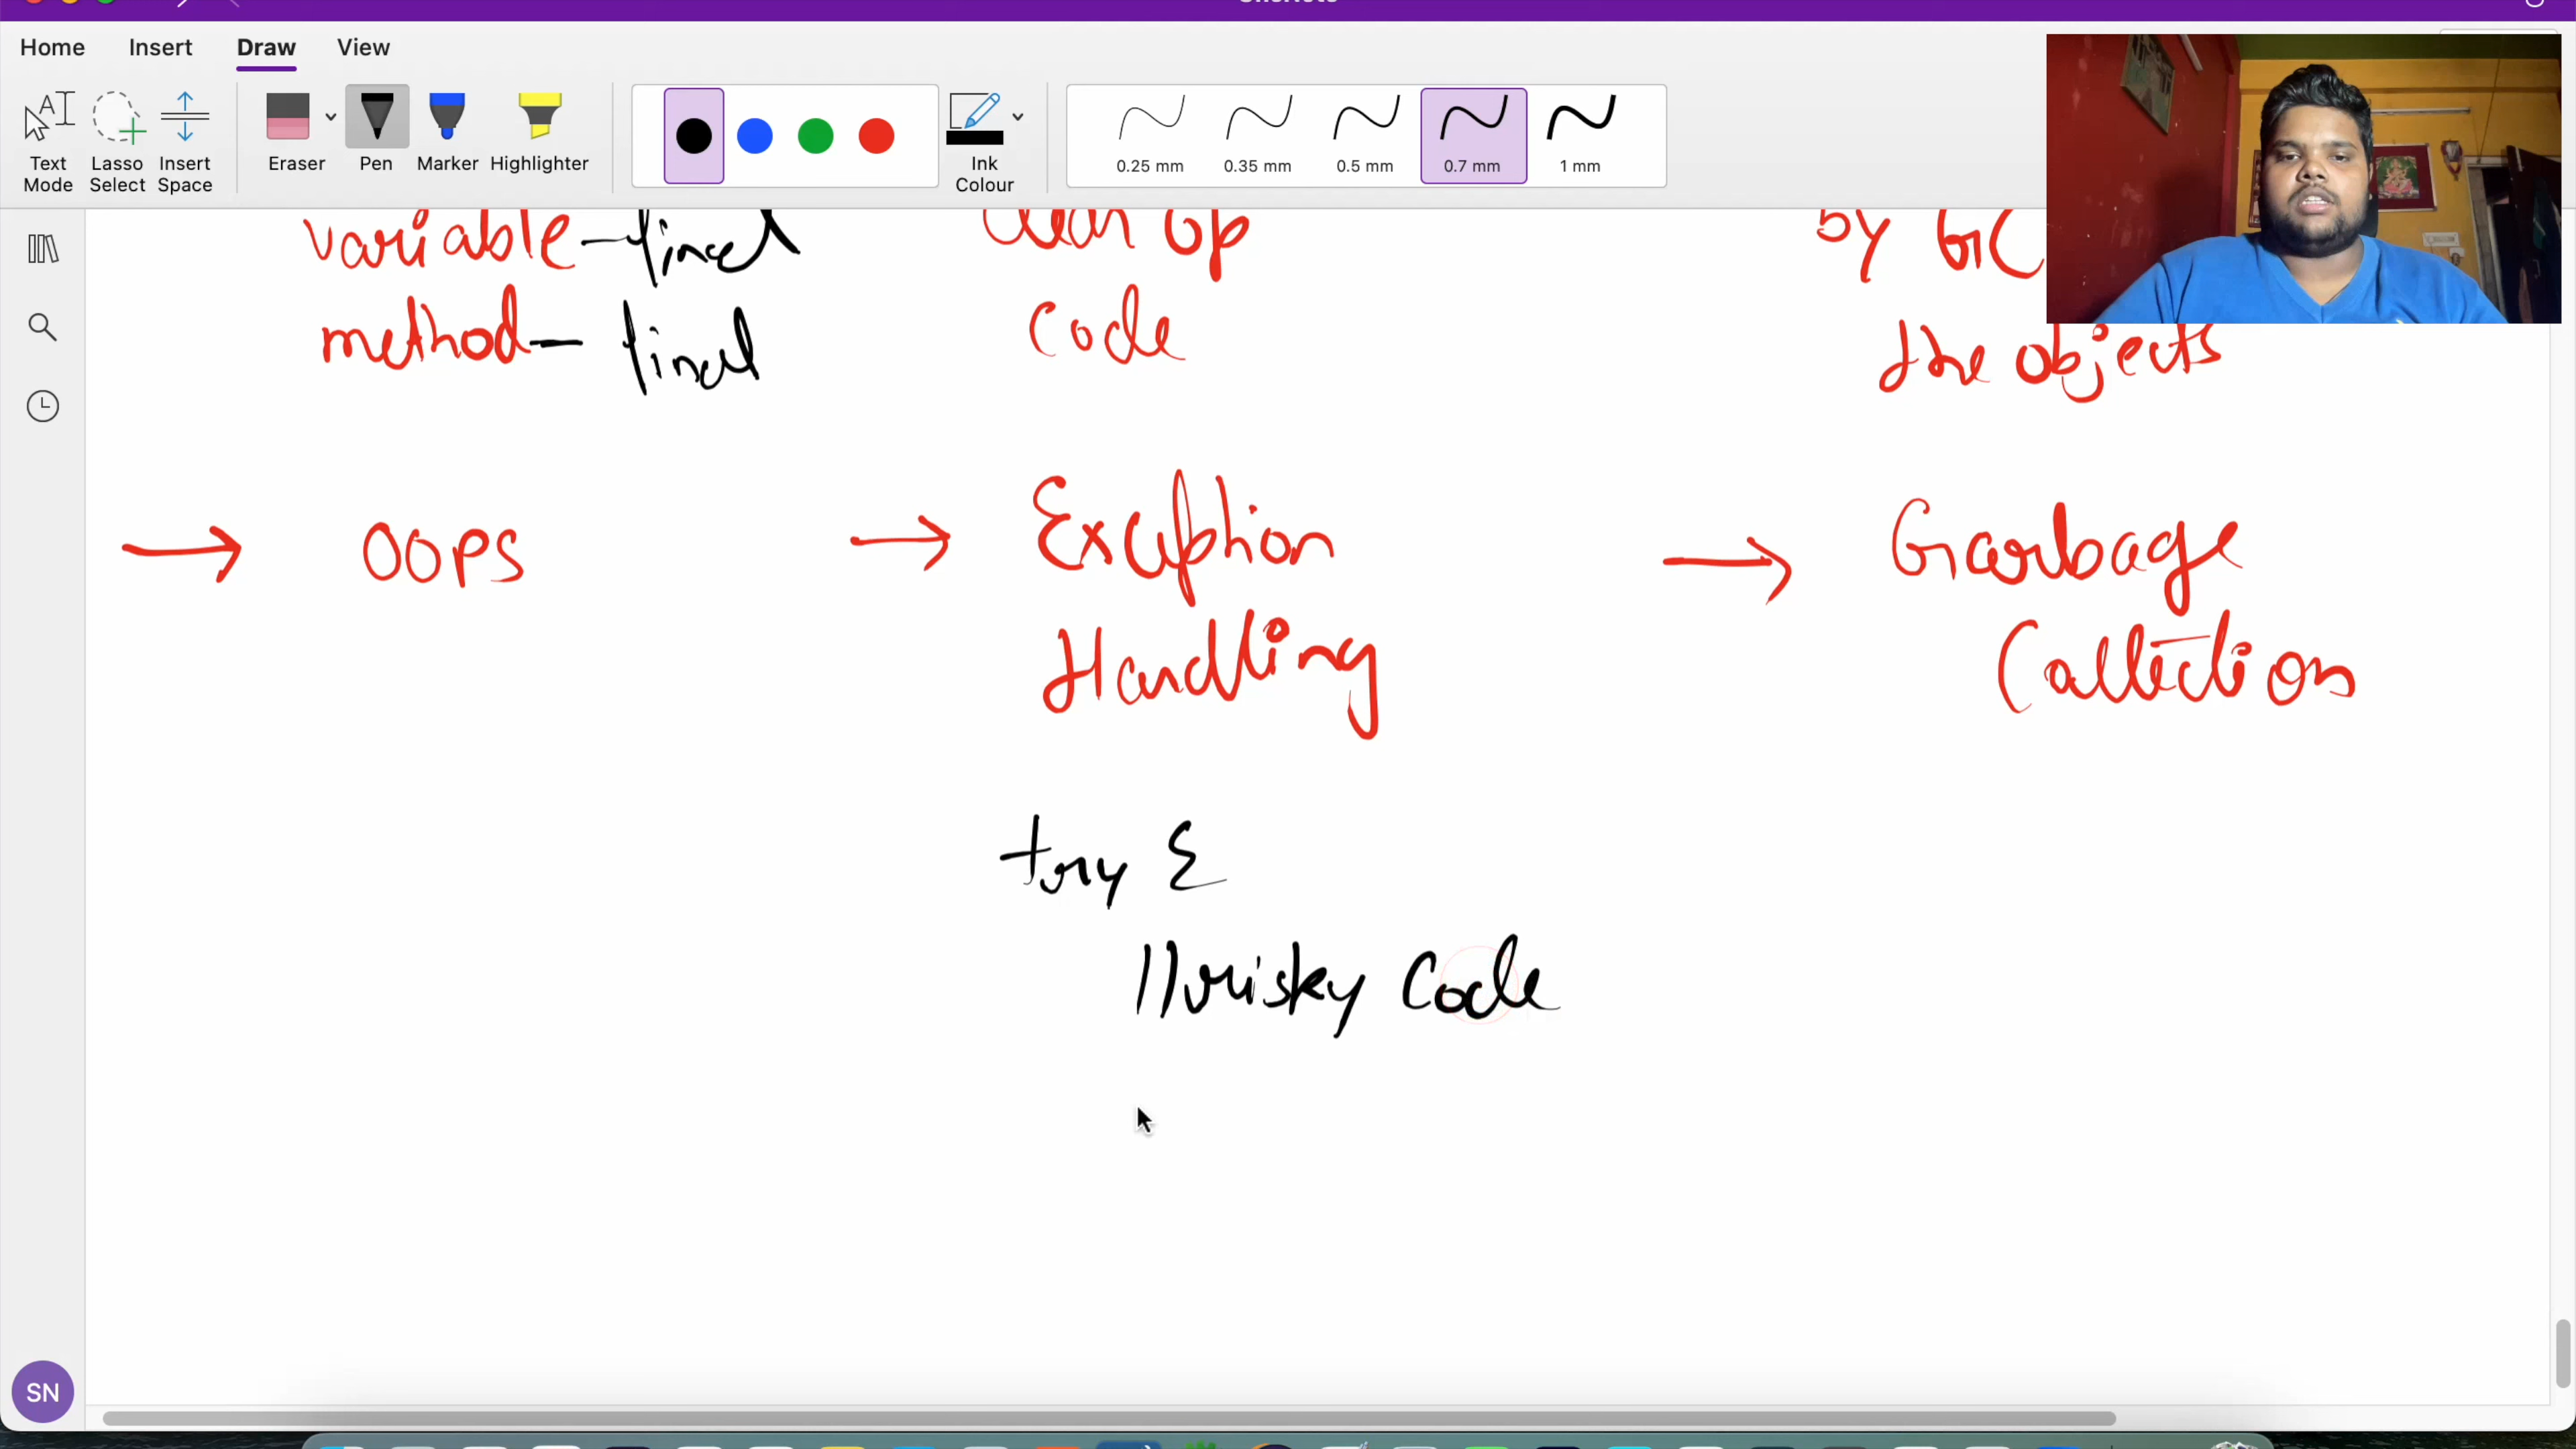 Home Insert Draw View
Text Mode
Lasso Select
Insert Space
Eraser
Pen
Marker
Highlighter
Ink Colour
0.25 mm
0.35 mm
0.5 mm
0.7 mm
1 mm
variable - final
method - final
clean up
code
by GC
the objects
→ OOPS
→ Exception
Handling
→ Garbage
Collection
try {
// risky code
SN